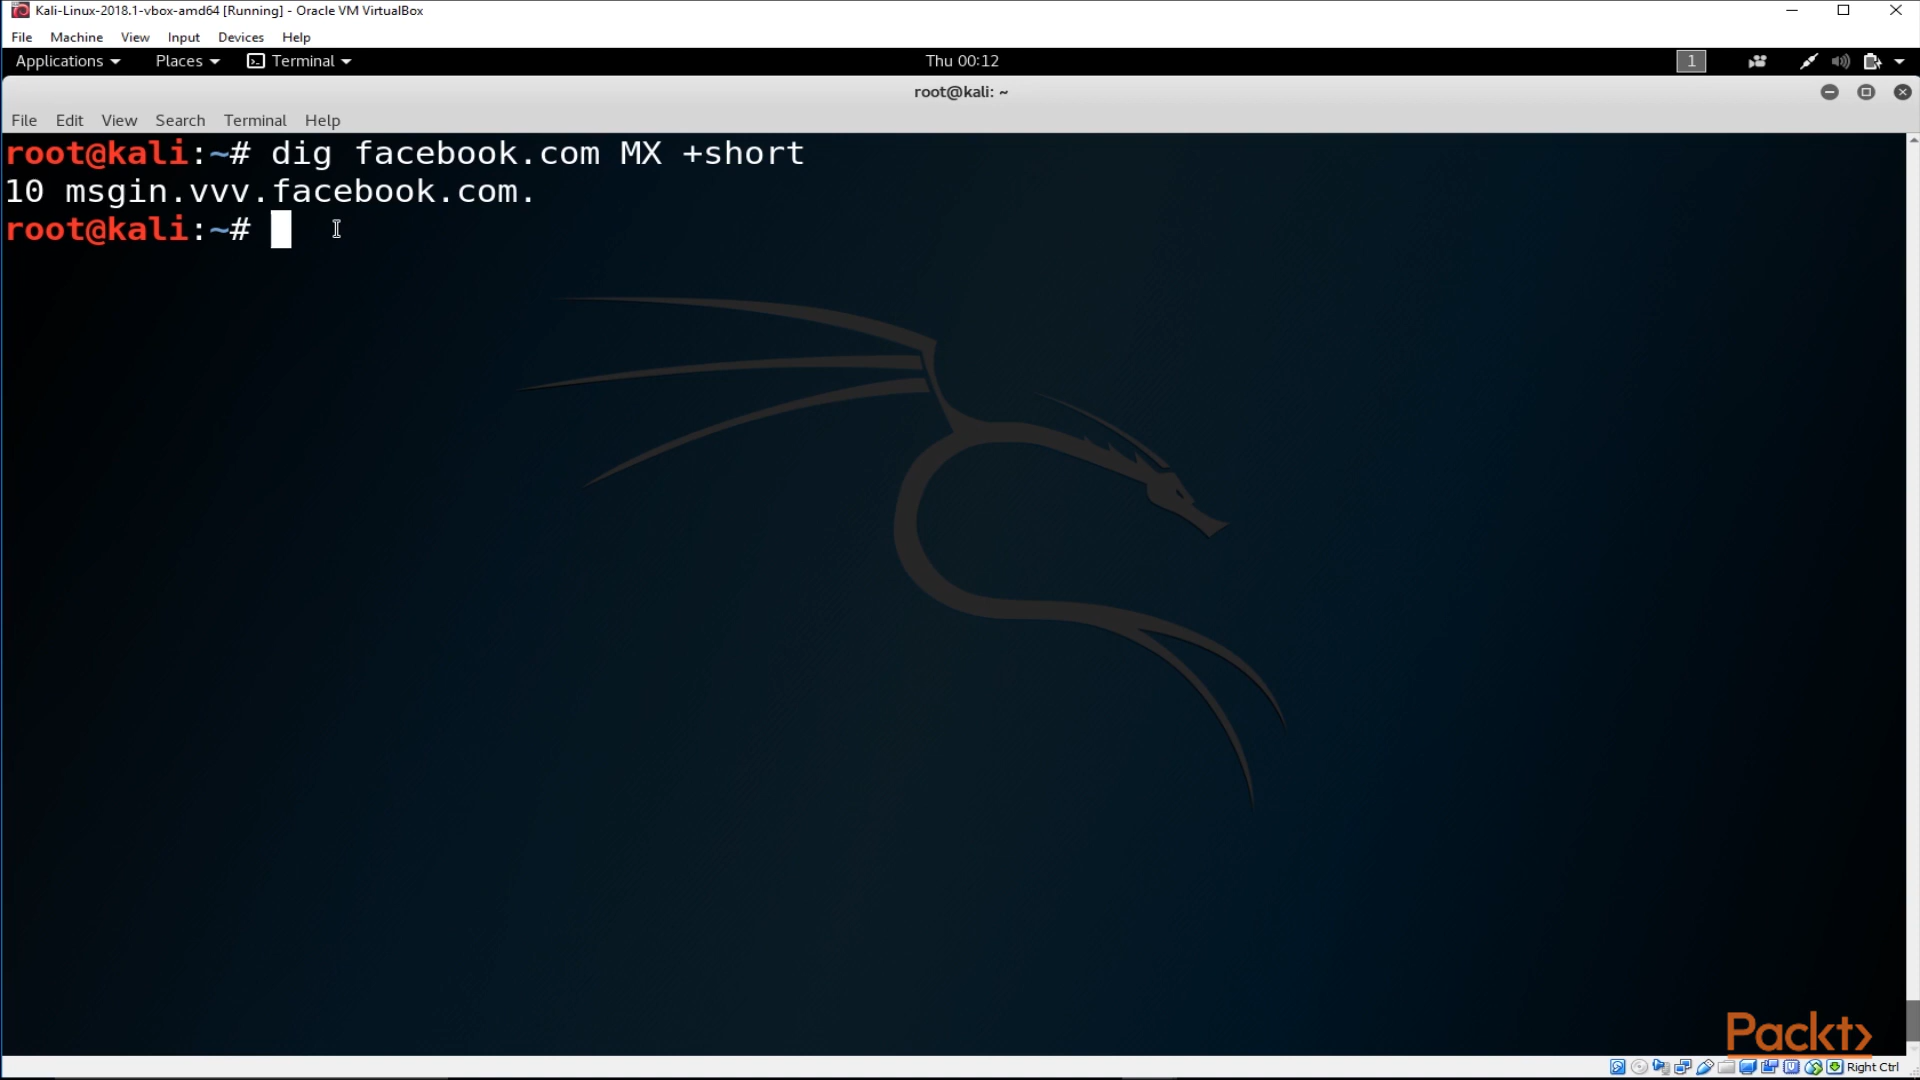 Kali-Linux-2018.1-vbox-amd64 [Running] - Oracle VM VirtualBox
File Machine View Input Devices Help
Applications Places Terminal Thu 00:12 1
root@kali: ~
File Edit View Search Terminal Help
root@kali:~# dig facebook.com MX +short
10 msgin.vvv.facebook.com.
root@kali:~#
Packt>
Right Ctrl